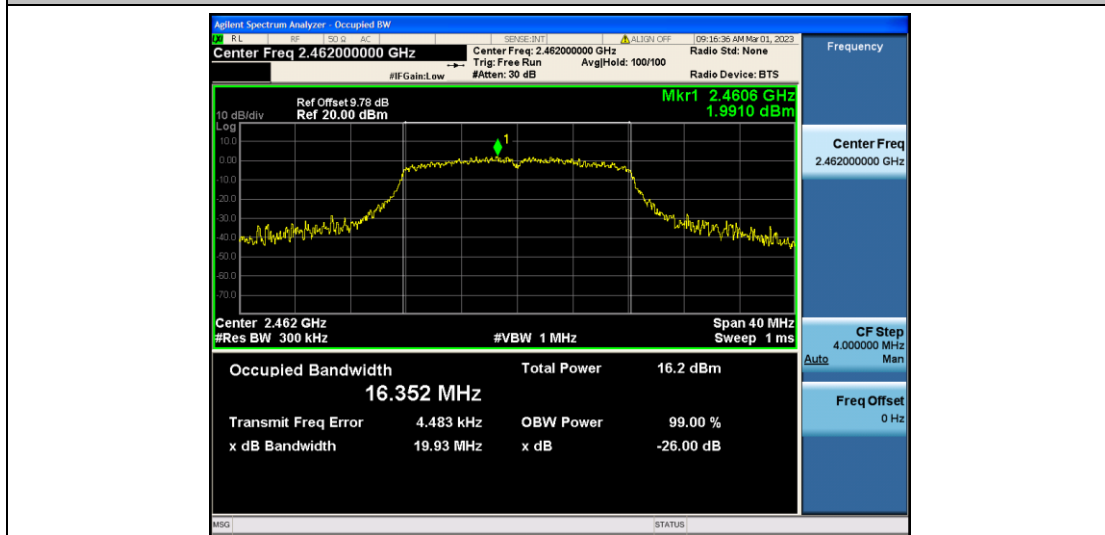 Agilent Spectrum Analyzer - Occupied BW
RL RF 50 Ω AC SENSE:INT ALIGN OFF 09:16:36 AM Mar 01, 2023
Center Freq 2.462000000 GHz
Center Freq: 2.462000000 GHz
Radio Std: None
Trig: Free Run Avg|Hold: 100/100
#IFGain:Low #Atten: 30 dB Radio Device: BTS
Frequency
Mkr1 2.4606 GHz
1.9910 dBm
Ref Offset 9.78 dB
10 dB/div Ref 20.00 dBm
Log
10.0
0.00
-10.0
-20.0
-30.0
-40.0
-50.0
-60.0
-70.0
1
Center 2.462 GHz Span 40 MHz
#Res BW 300 kHz #VBW 1 MHz Sweep 1 ms
Occupied Bandwidth Total Power 16.2 dBm
16.352 MHz
Transmit Freq Error 4.483 kHz OBW Power 99.00 %
x dB Bandwidth 19.93 MHz x dB -26.00 dB
Center Freq
2.462000000 GHz
CF Step
4.000000 MHz
Auto Man
Freq Offset
0 Hz
MSG STATUS